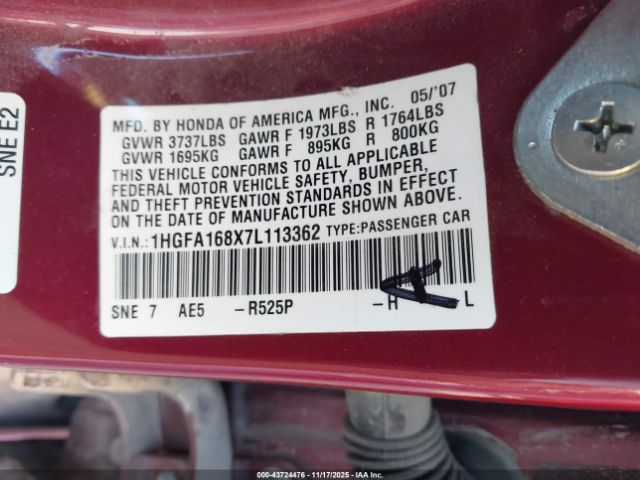 SNE E2
MFD. BY HONDA OF AMERICA MFG., INC. 05/'07
GVWR 3737LBS GAWR F 1973LBS R 1764LBS
GVWR 1695KG GAWR F 895KG R 800KG
THIS VEHICLE CONFORMS TO ALL APPLICABLE
FEDERAL MOTOR VEHICLE SAFETY, BUMPER,
AND THEFT PREVENTION STANDARDS IN EFFECT
ON THE DATE OF MANUFACTURE SHOWN ABOVE.
V.I.N.: 1HGFA168X7L113362 TYPE:PASSENGER CAR
SNE 7 AE5 -R525P -H L
000-43724476 - 11/17/2025 - IAA Inc.